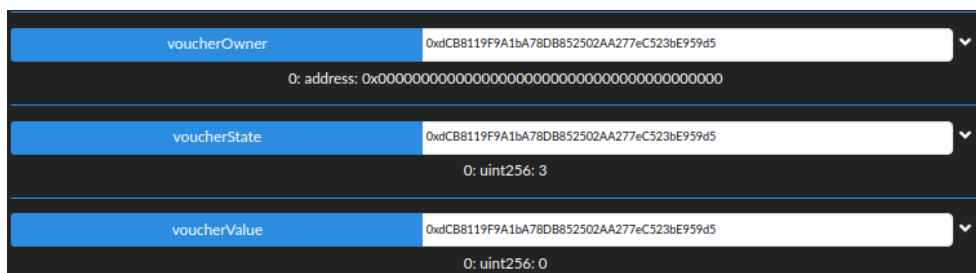 voucherOwner 0xdCB8119F9A1bA78DB852502AA277eC523bE959d5
0: address: 0x0000000000000000000000000000000000000000
voucherState 0xdCB8119F9A1bA78DB852502AA277eC523bE959d5
0: uint256: 3
voucherValue 0xdCB8119F9A1bA78DB852502AA277eC523bE959d5
0: uint256: 0